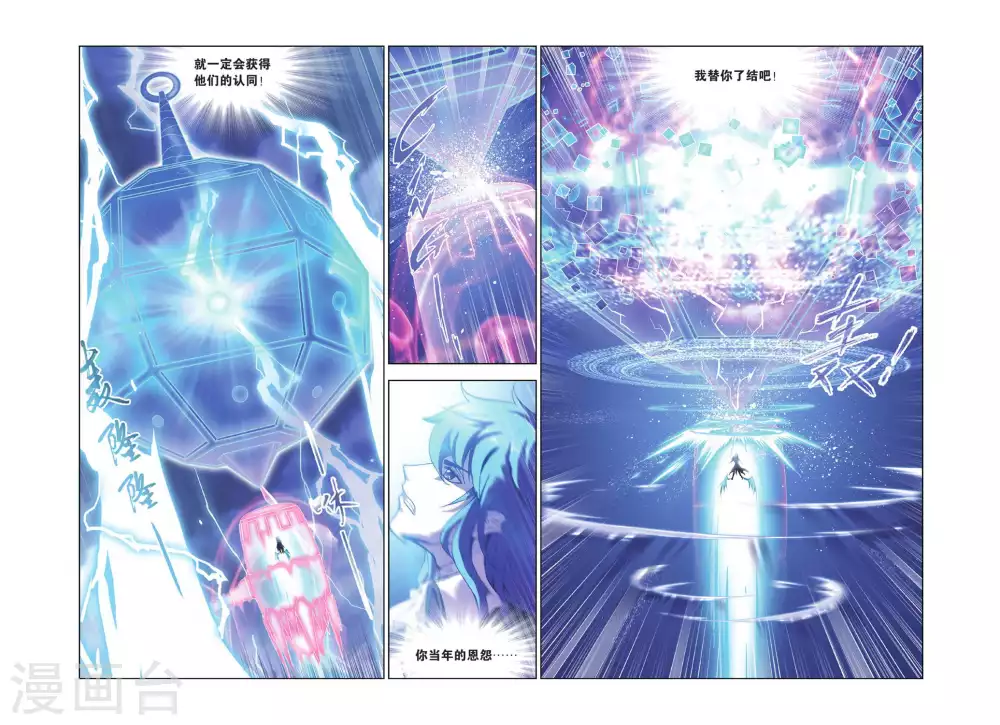 就一定会获得
他们的认同！
轰
隆
隆
咻
你当年的恩怨……
我替你了结吧！
轰！
漫画台